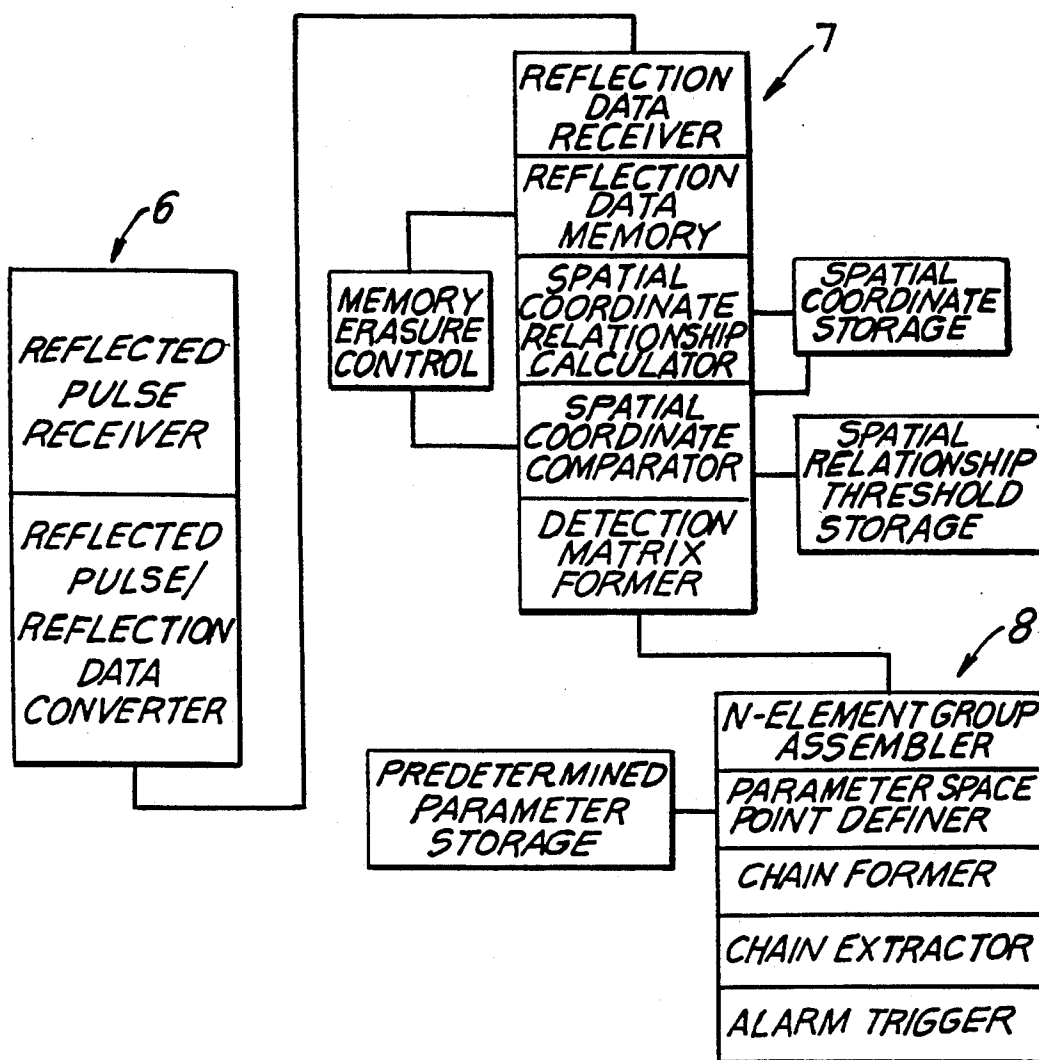 6
REFLECTED
PULSE
RECEIVER
REFLECTED
PULSE/
REFLECTION
DATA
CONVERTER
7
REFLECTION
DATA
RECEIVER
REFLECTION
DATA
MEMORY
SPATIAL
COORDINATE
RELATIONSHIP
CALCULATOR
SPATIAL
COORDINATE
COMPARATOR
DETECTION
MATRIX
FORMER
MEMORY
ERASURE
CONTROL
SPATIAL
COORDINATE
STORAGE
SPATIAL
RELATIONSHIP
THRESHOLD
STORAGE
8
N-ELEMENT GROUP
ASSEMBLER
PARAMETER SPACE
POINT DEFINER
CHAIN FORMER
CHAIN EXTRACTOR
ALARM TRIGGER
PREDETERMINED
PARAMETER
STORAGE